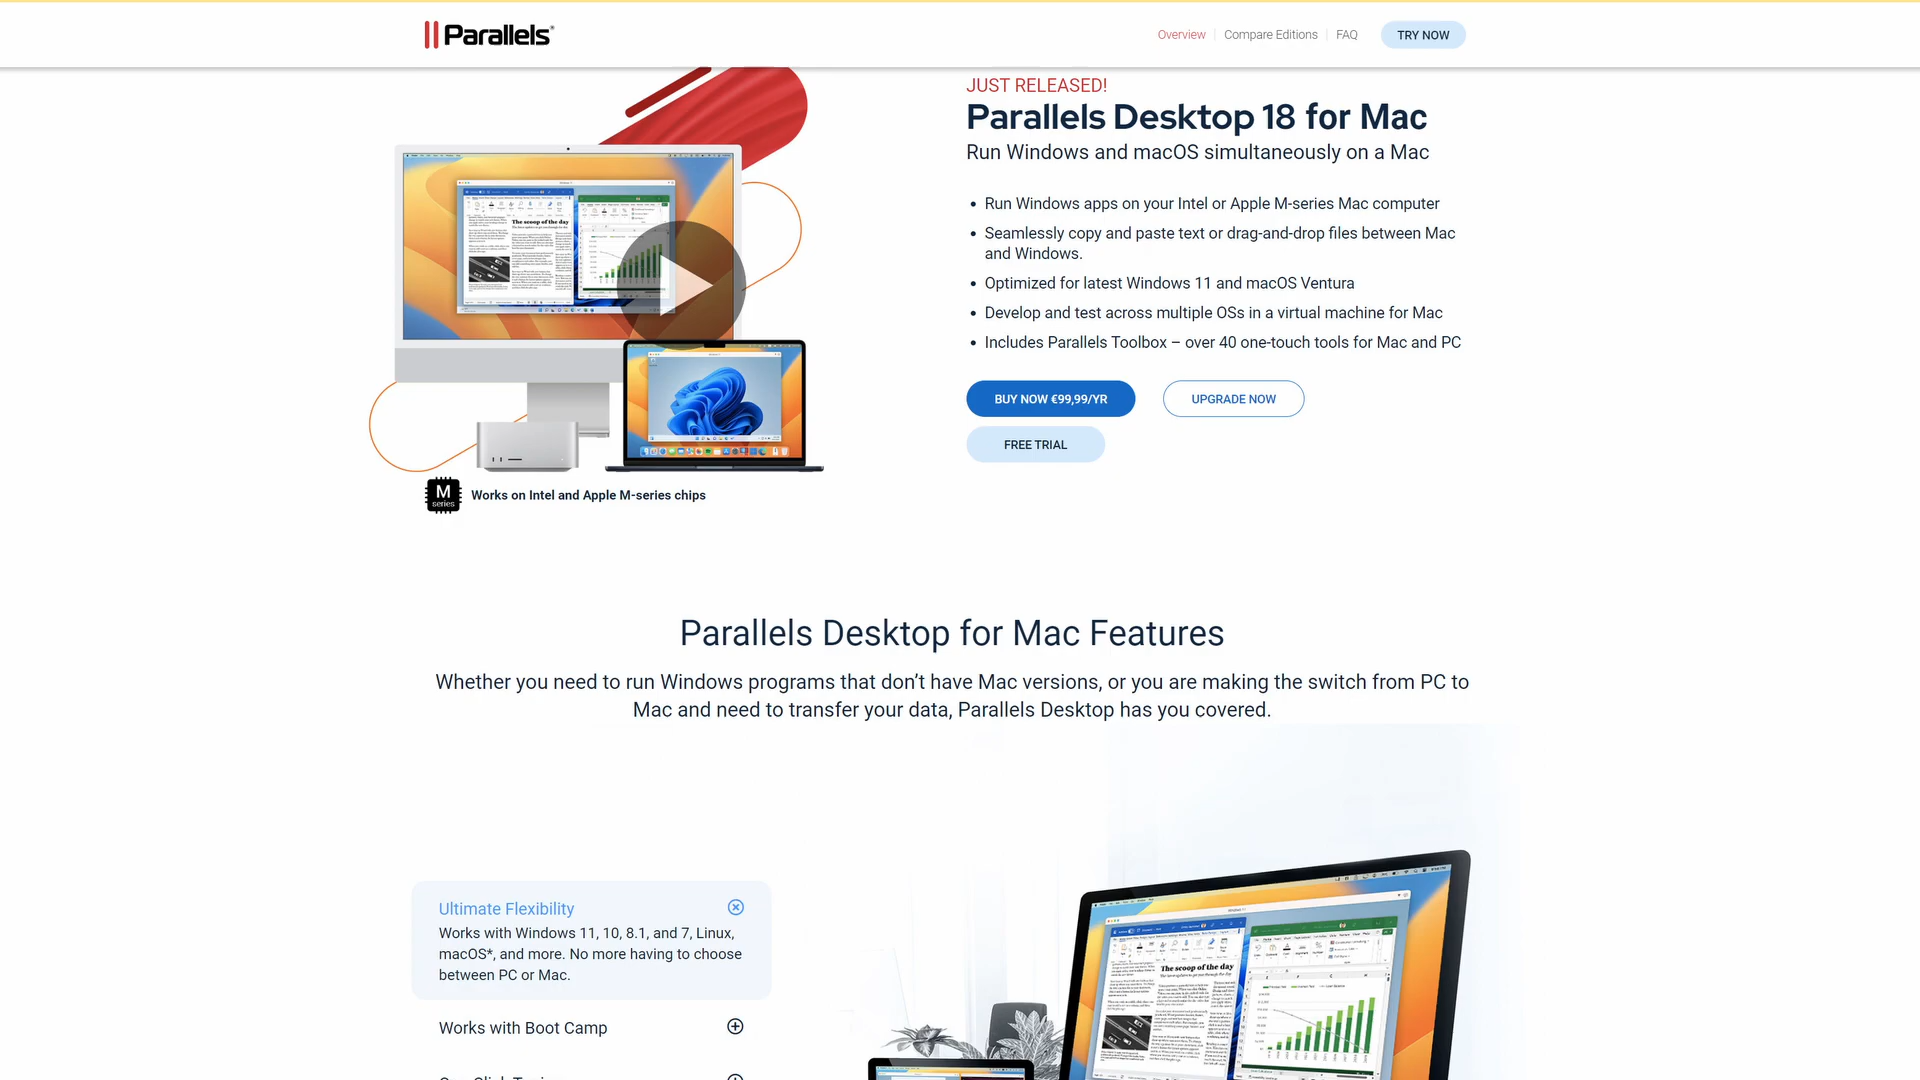 Parallels®
Overview
Compare Editions
FAQ
TRY NOW
JUST RELEASED!
Parallels Desktop 18 for Mac
Run Windows and macOS simultaneously on a Mac
• Run Windows apps on your Intel or Apple M-series Mac computer
• Seamlessly copy and paste text or drag-and-drop files between Mac
and Windows.
• Optimized for latest Windows 11 and macOS Ventura
• Develop and test across multiple OSs in a virtual machine for Mac
• Includes Parallels Toolbox – over 40 one-touch tools for Mac and PC
BUY NOW €99,99/YR
UPGRADE NOW
FREE TRIAL
The scoop of the day
M
series
Works on Intel and Apple M-series chips
Parallels Desktop for Mac Features
Whether you need to run Windows programs that don’t have Mac versions, or you are making the switch from PC to
Mac and need to transfer your data, Parallels Desktop has you covered.
Ultimate Flexibility
Works with Windows 11, 10, 8.1, and 7, Linux,
macOS*, and more. No more having to choose
between PC or Mac.
Works with Boot Camp
The scoop of the day